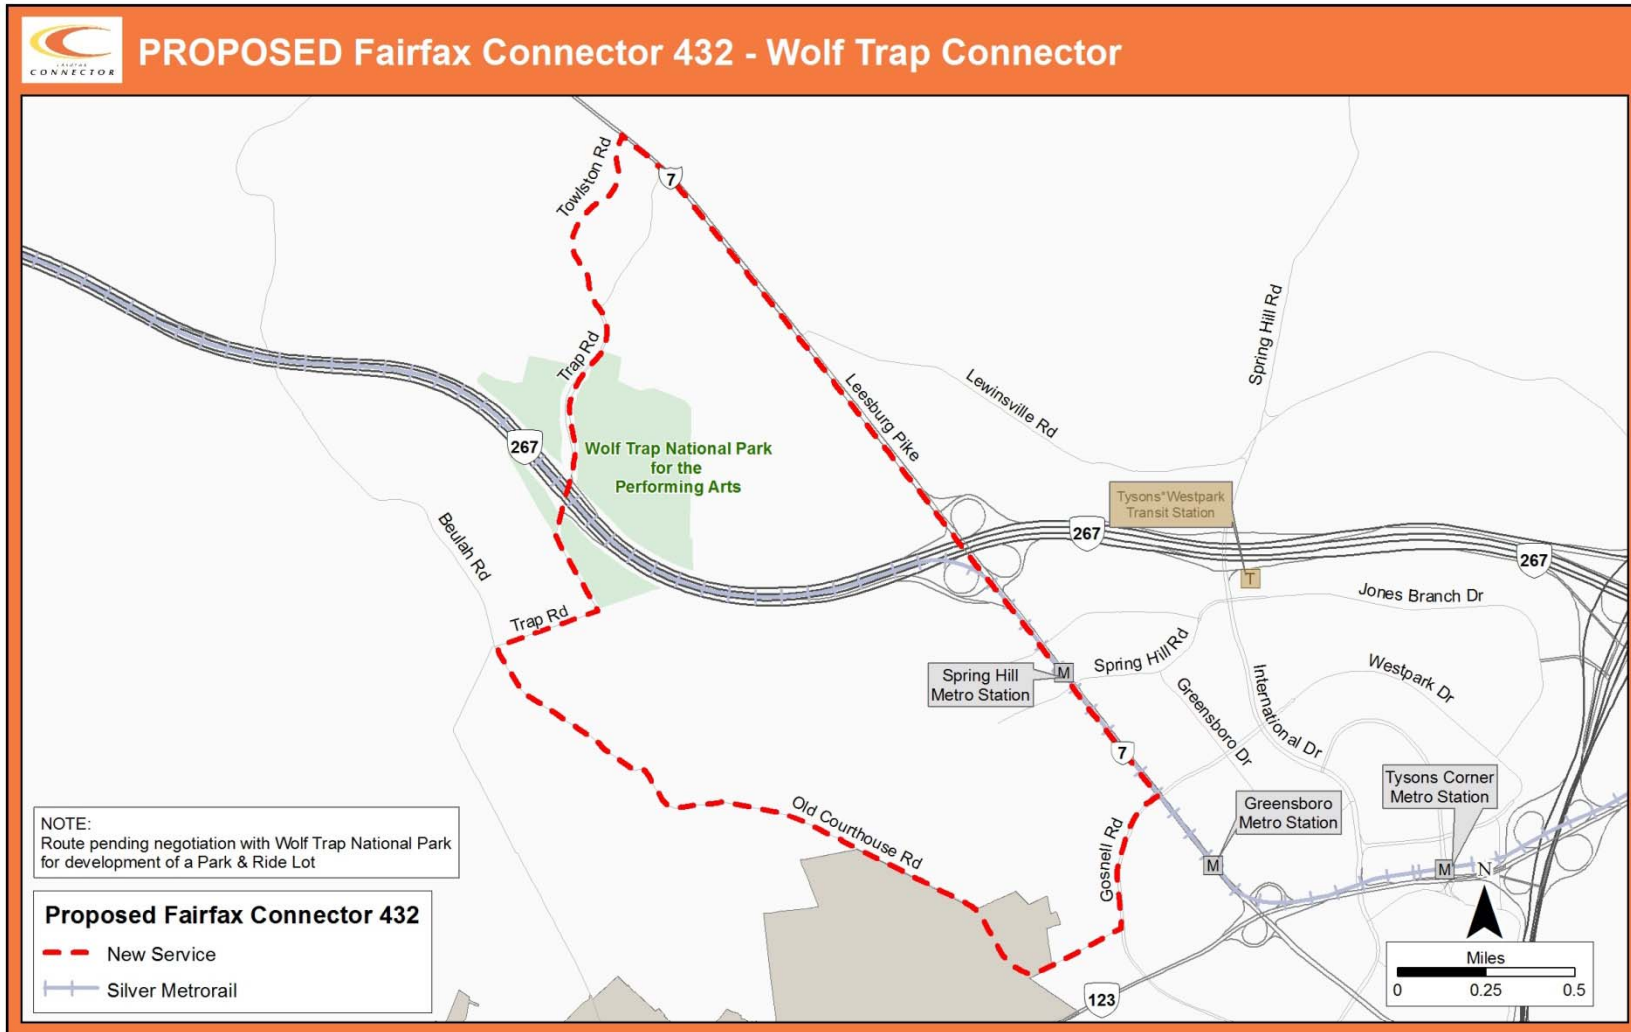 FAIRFAX
CONNECTOR
PROPOSED Fairfax Connector 432 - Wolf Trap Connector
Towlston Rd
7
Spring Hill Rd
Trap Rd
Leesburg Pike
Lewinsville Rd
267
Wolf Trap National Park
for the
Performing Arts
Tysons*Westpark
Transit Station
267
267
T
Beulah Rd
Jones Branch Dr
Trap Rd
Spring Hill Rd
Westpark Dr
Spring Hill
Metro Station
M
Greensboro Dr
International Dr
7
Tysons Corner
Metro Station
Greensboro
Metro Station
Old Courthouse Rd
Gosnell Rd
M
M
N
NOTE:
Route pending negotiation with Wolf Trap National Park
for development of a Park & Ride Lot
Proposed Fairfax Connector 432
New Service
Silver Metrorail
123
Miles
0 0.25 0.5